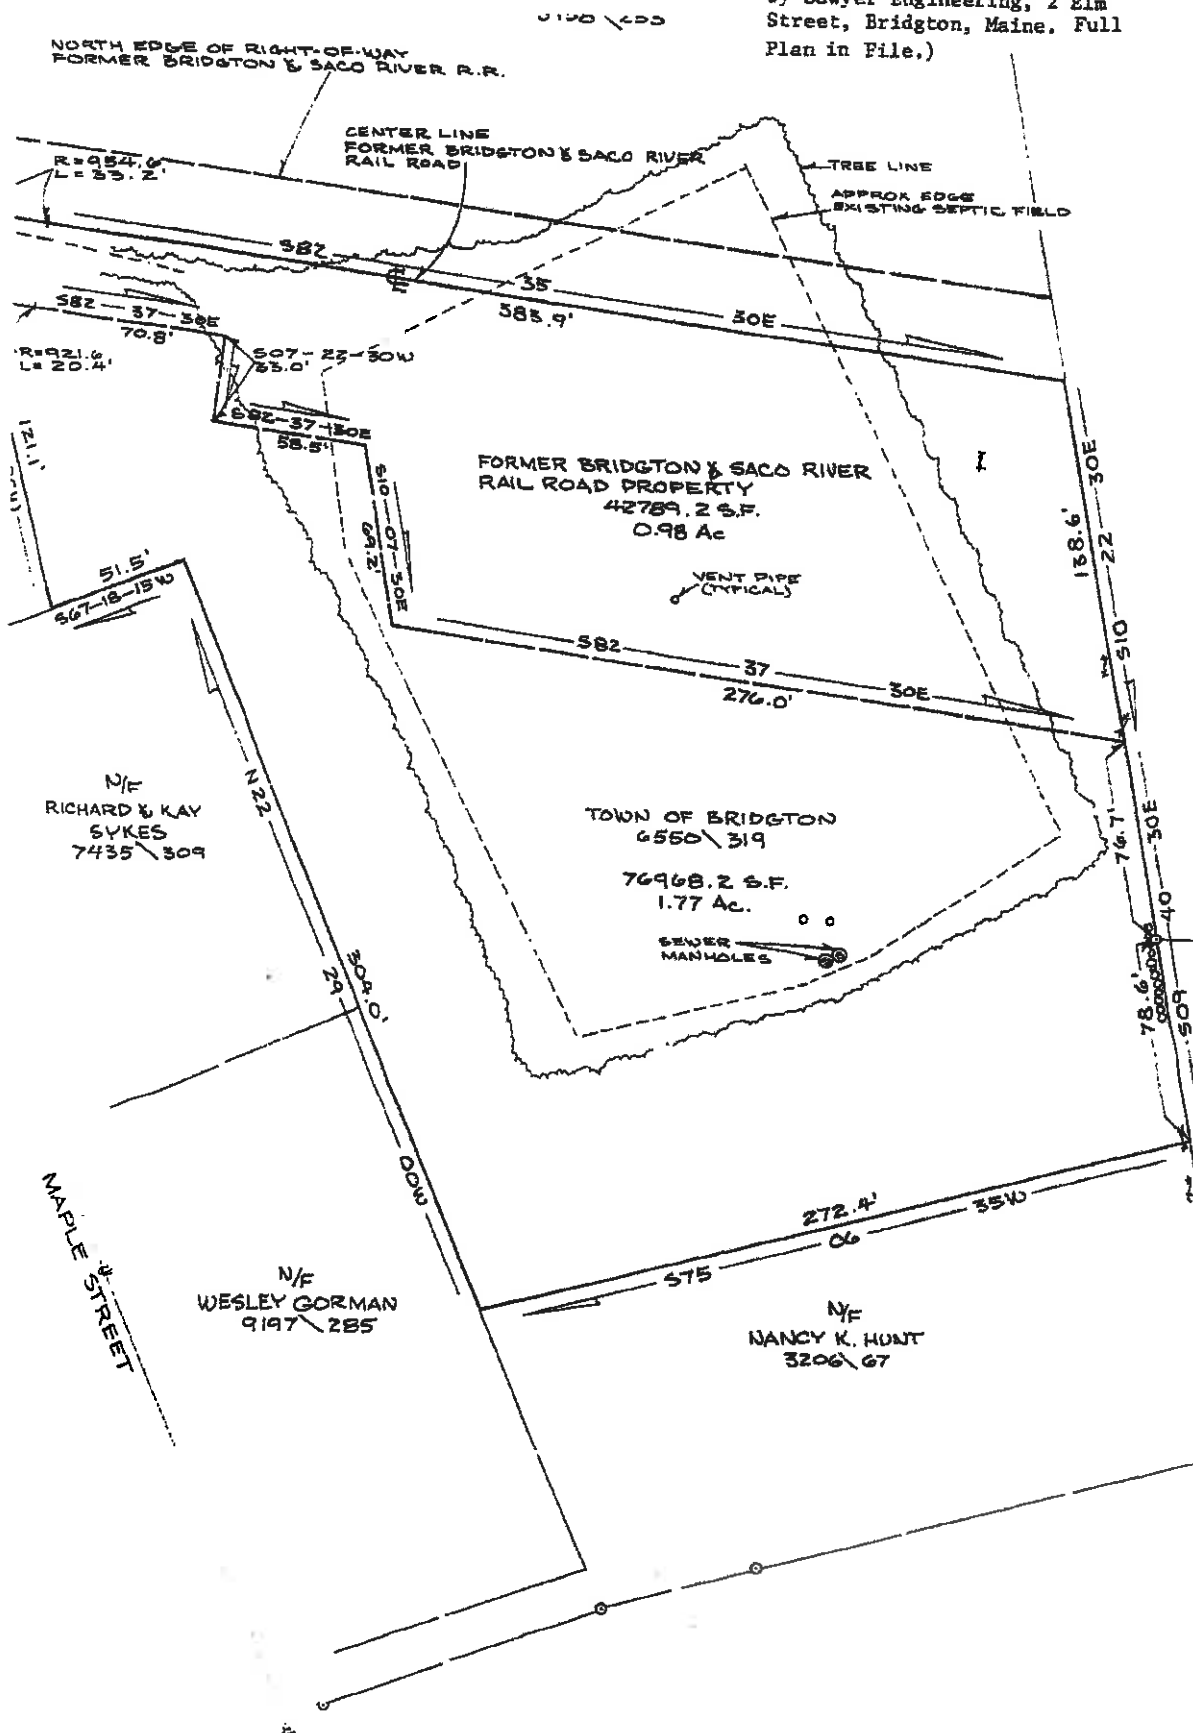 by Sawyer Engineering, 2 Elm
Street, Bridgton, Maine. Full
Plan in File.)
NORTH EDGE OF RIGHT-OF-WAY
FORMER BRIDGTON & SACO RIVER R.R.
CENTER LINE
FORMER BRIDGTON & SACO RIVER
RAIL ROAD
R=954.6'
L=33.2'
TREE LINE
APPROX EDGE
EXISTING SEPTIC FIELD
S82 35 30E
383.9'
S82-37-30E
70.8'
R=921.6
L=20.4'
S07-23-30W
33.0'
S82-37-30E
58.5'
121.1'
S10-07-30E
69.2'
FORMER BRIDGTON & SACO RIVER
RAIL ROAD PROPERTY
42789.2 S.F.
0.98 Ac
138.6'
S10 22 30E
VENT PIPE
(TYPICAL)
51.5'
S67-18-15W
S82 37 30E
276.0'
N/F
RICHARD & KAY
SYKES
7435\309
N22 29 00W
304.0'
TOWN OF BRIDGTON
6550\319
76968.2 S.F.
1.77 Ac.
SEWER
MANHOLES
76.7'
78.6'
S09 40 30E
272.4'
S75 06 35W
MAPLE STREET
N/F
WESLEY GORMAN
9197\285
N/F
NANCY K. HUNT
3206\67